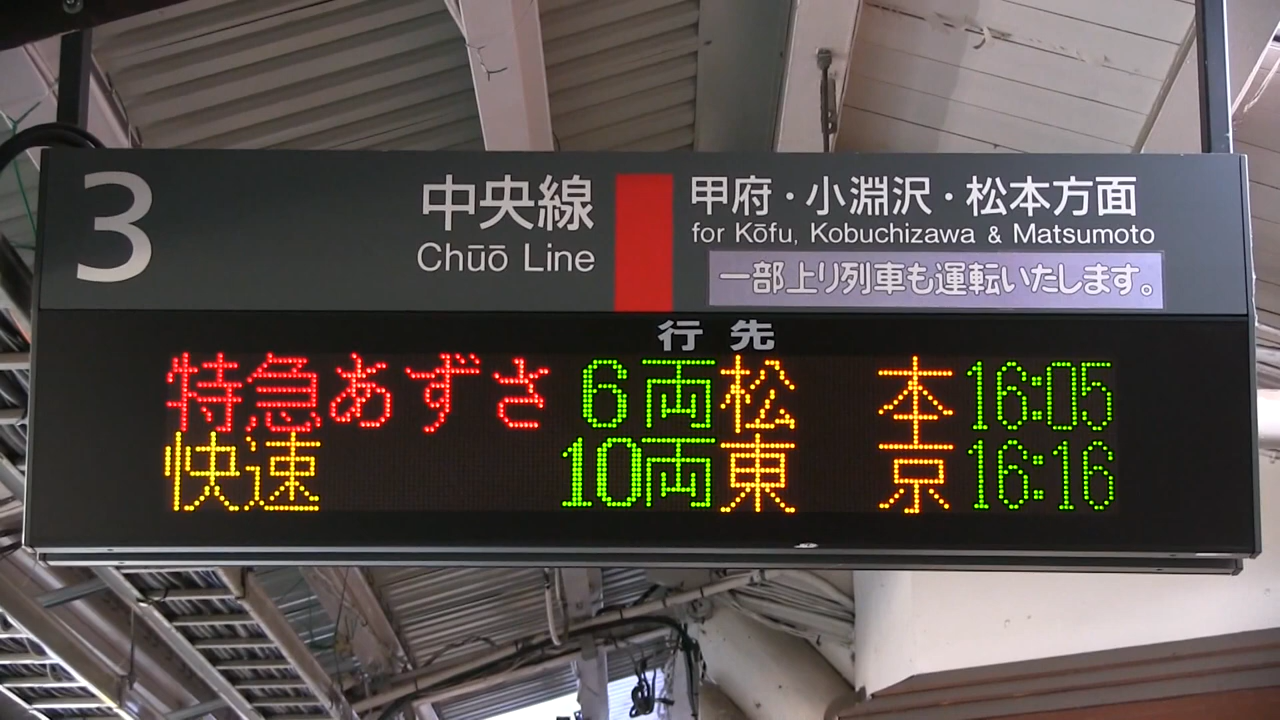 3
中央線
Chūō Line
甲府・小淵沢・松本方面
for Kōfu, Kobuchizawa & Matsumoto
一部上り列車も運転いたします。
行先
特急あずさ 6両 松本 16:05
快速 10両 東京 16:16